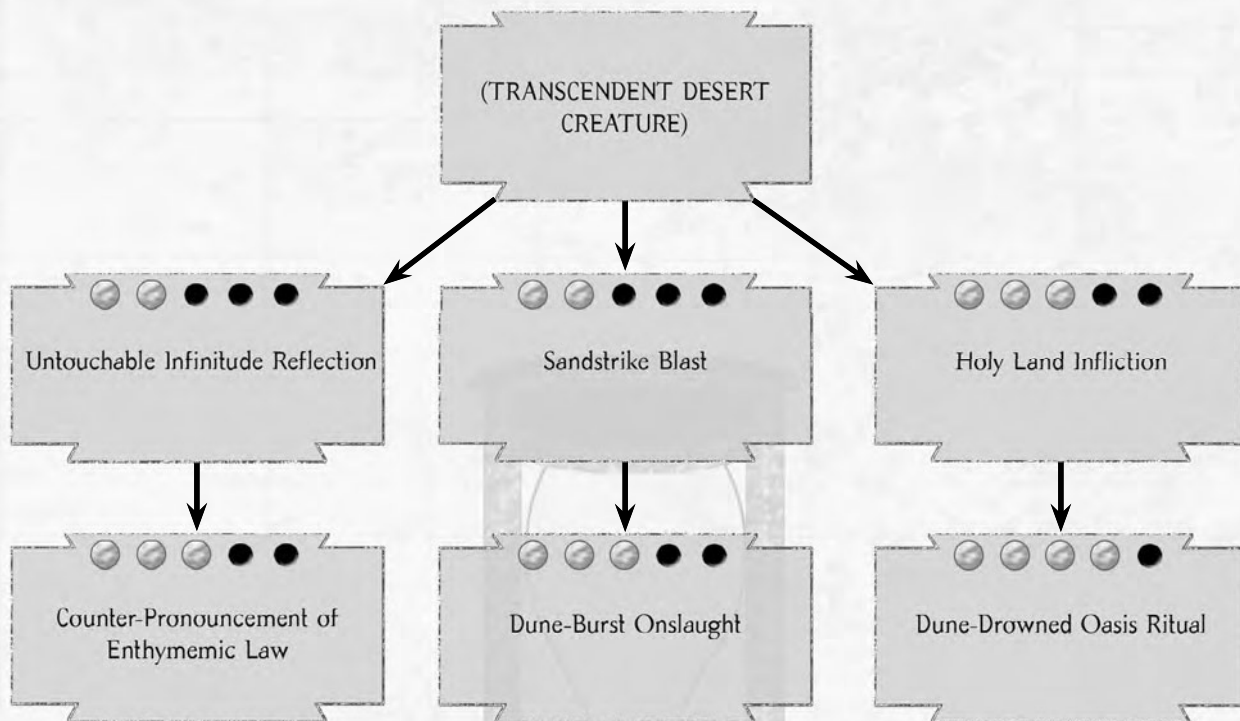 (TRANSCENDENT DESERT
CREATURE)
Untouchable Infinitude Reflection
Sandstrike Blast
Holy Land Infliction
Counter-Pronouncement of
Enthymemic Law
Dune-Burst Onslaught
Dune-Drowned Oasis Ritual